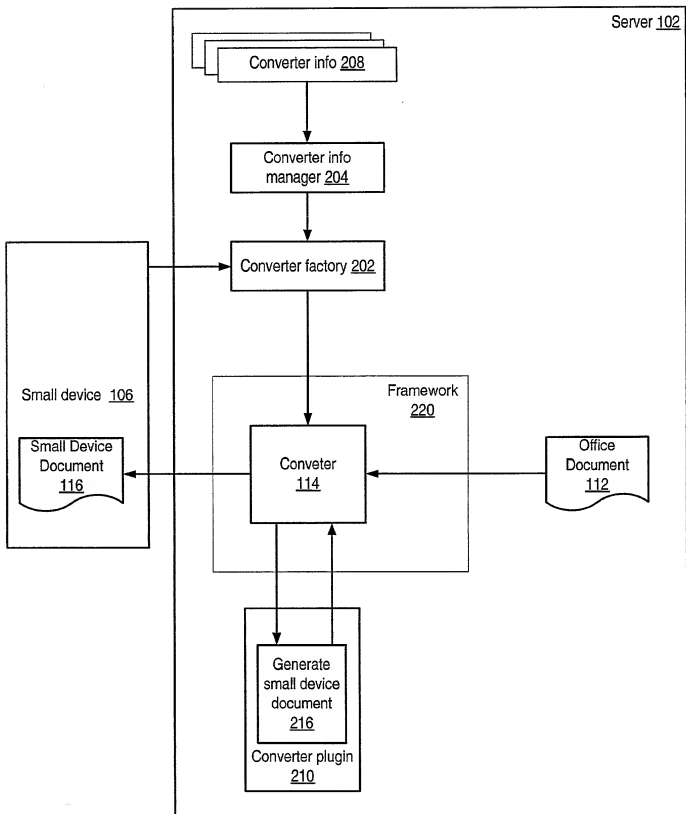 Server 102
Converter info 208
Converter info
manager 204
Converter factory 202
Framework
220
Small device 106
Small Device
Document
116
Conveter
114
Office
Document
112
Generate
small device
document
216
Converter plugin
210